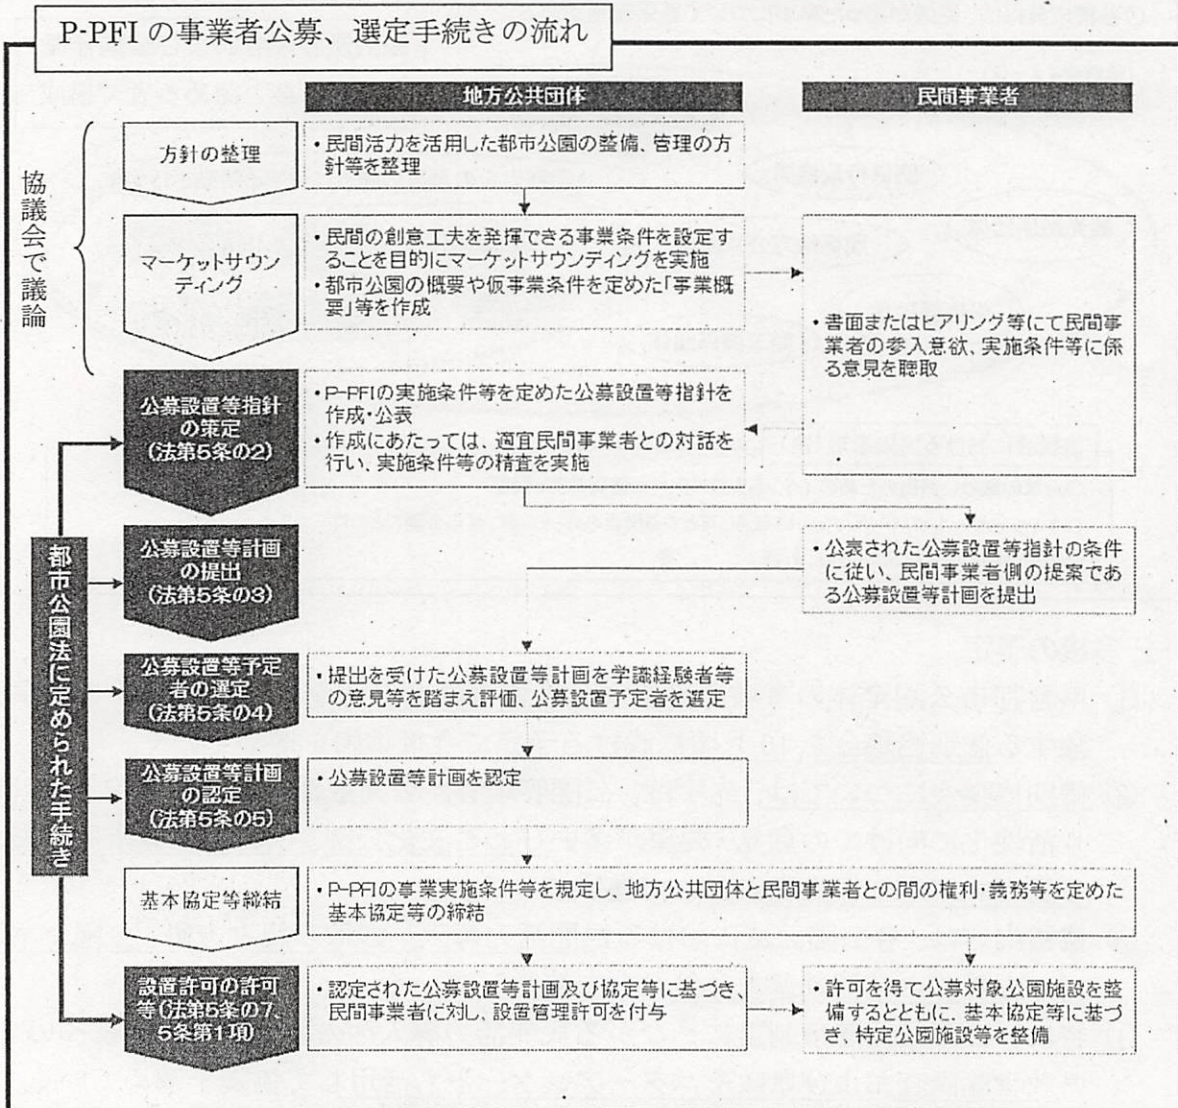 P-PFI の事業者公募、選定手続きの流れ
地方公共団体
民間事業者
協議会で議論
方針の整理
・民間活力を活用した都市公園の整備、管理の方
針等を整理
マーケットサウン
ディング
・民間の創意工夫を発揮できる事業条件を設定す
ることを目的にマーケットサウンディングを実施
・都市公園の概要や仮事業条件を定めた「事業概
要」等を作成
・書面またはヒアリング等にて民間事
業者の参入意欲、実施条件等に係
る意見を聴取
都市公園法に定められた手続き
公募設置等指針
の策定
(法第5条の2)
・P-PFIの実施条件等を定めた公募設置等指針を
作成・公表
・作成にあたっては、適宜民間事業者との対話を
行い、実施条件等の精査を実施
公募設置等計画
の提出
(法第5条の3)
・公表された公募設置等指針の条件
に従い、民間事業者側の提案であ
る公募設置等計画を提出
公募設置等予定
者の選定
(法第5条の4)
・提出を受けた公募設置等計画を学識経験者等
の意見等を踏まえ評価、公募設置予定者を選定
公募設置等計画
の認定
(法第5条の5)
・公募設置等計画を認定
基本協定等締結
・P-PFIの事業実施条件等を規定し、地方公共団体と民間事業者との間の権利・義務等を定めた
基本協定等の締結
設置許可の許可
等(法第5条の7,
5条第1項)
・認定された公募設置等計画及び協定等に基づき、
民間事業者に対し、設置管理許可を付与
・許可を得て公募対象公園施設を整
備するとともに、基本協定等に基づ
き、特定公園施設等を整備